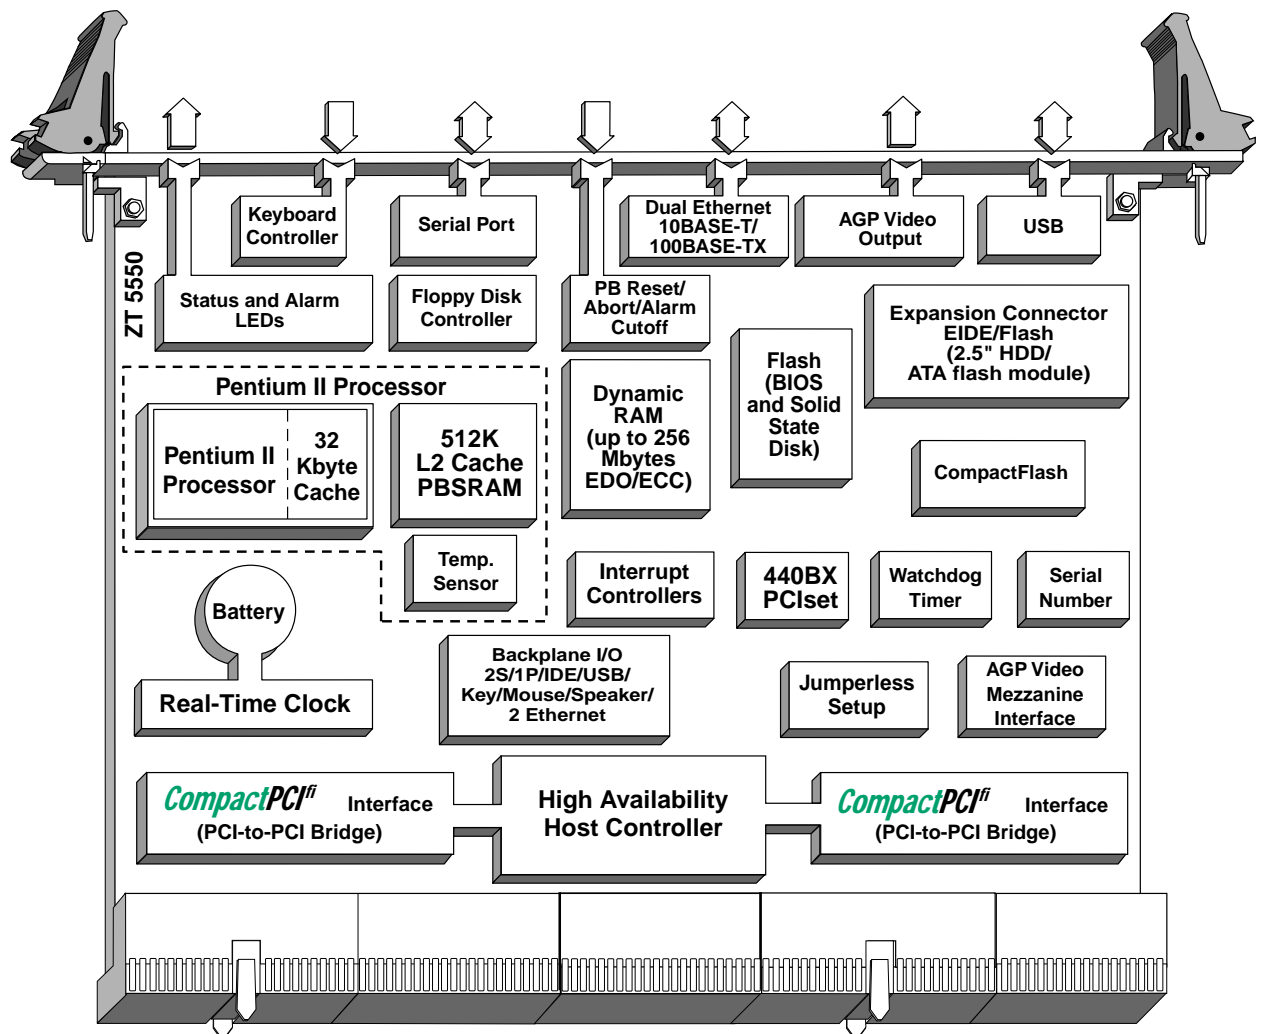 ZT 5550
Keyboard
Controller
Serial Port
Dual Ethernet
10BASE-T/
100BASE-TX
AGP Video
Output
USB
Status and Alarm
LEDs
Floppy Disk
Controller
PB Reset/
Abort/Alarm
Cutoff
Expansion Connector
EIDE/Flash
(2.5" HDD/
ATA flash module)
Pentium II Processor
Pentium II
Processor
32
Kbyte
Cache
512K
L2 Cache
PBSRAM
Temp.
Sensor
Dynamic
RAM
(up to 256
Mbytes
EDO/ECC)
Flash
(BIOS
and Solid
State
Disk)
CompactFlash
Battery
Real-Time Clock
Interrupt
Controllers
440BX
PCIset
Watchdog
Timer
Serial
Number
Backplane I/O
2S/1P/IDE/USB/
Key/Mouse/Speaker/
2 Ethernet
Jumperless
Setup
AGP Video
Mezzanine
Interface
CompactPCIfi Interface
(PCI-to-PCI Bridge)
High Availability
Host Controller
CompactPCIfi Interface
(PCI-to-PCI Bridge)